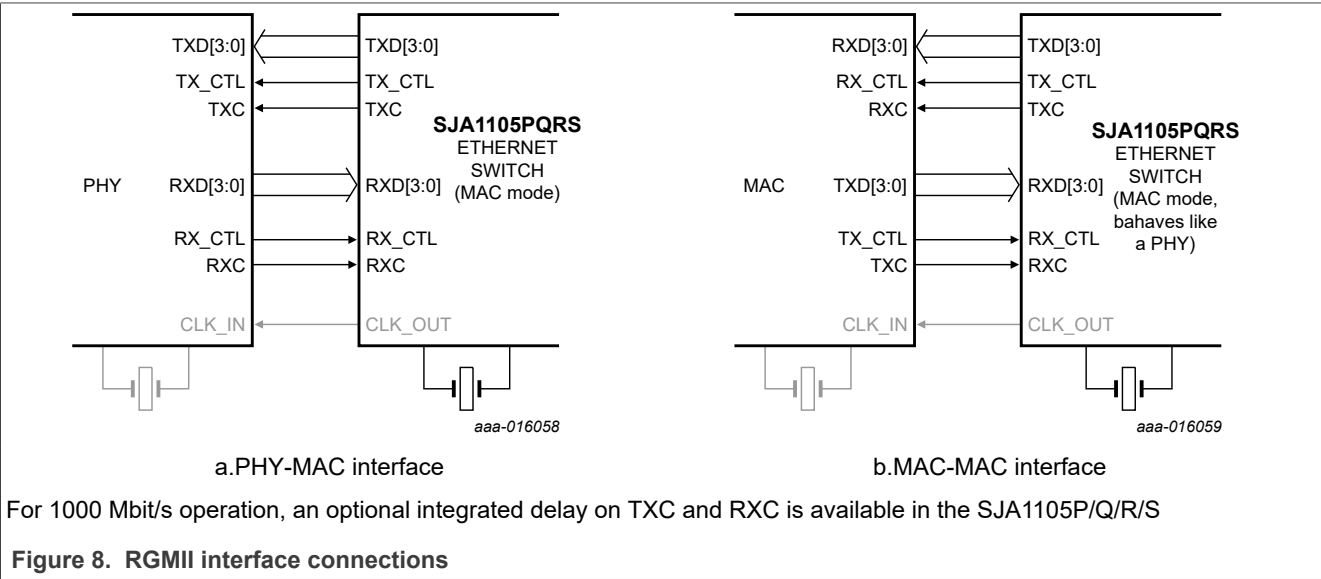 TXD[3:0] TXD[3:0]
TX_CTL TX_CTL
TXC TXC
SJA1105PQRS
ETHERNET
SWITCH
(MAC mode)
PHY RXD[3:0] RXD[3:0]
RX_CTL RX_CTL
RXC RXC
CLK_IN CLK_OUT
aaa-016058
a.PHY-MAC interface
RXD[3:0] TXD[3:0]
RX_CTL TX_CTL
RXC TXC
SJA1105PQRS
ETHERNET
SWITCH
(MAC mode,
bahaves like
a PHY)
MAC TXD[3:0] RXD[3:0]
TX_CTL RX_CTL
TXC RXC
CLK_IN CLK_OUT
aaa-016059
b.MAC-MAC interface
For 1000 Mbit/s operation, an optional integrated delay on TXC and RXC is available in the SJA1105P/Q/R/S
Figure 8. RGMII interface connections